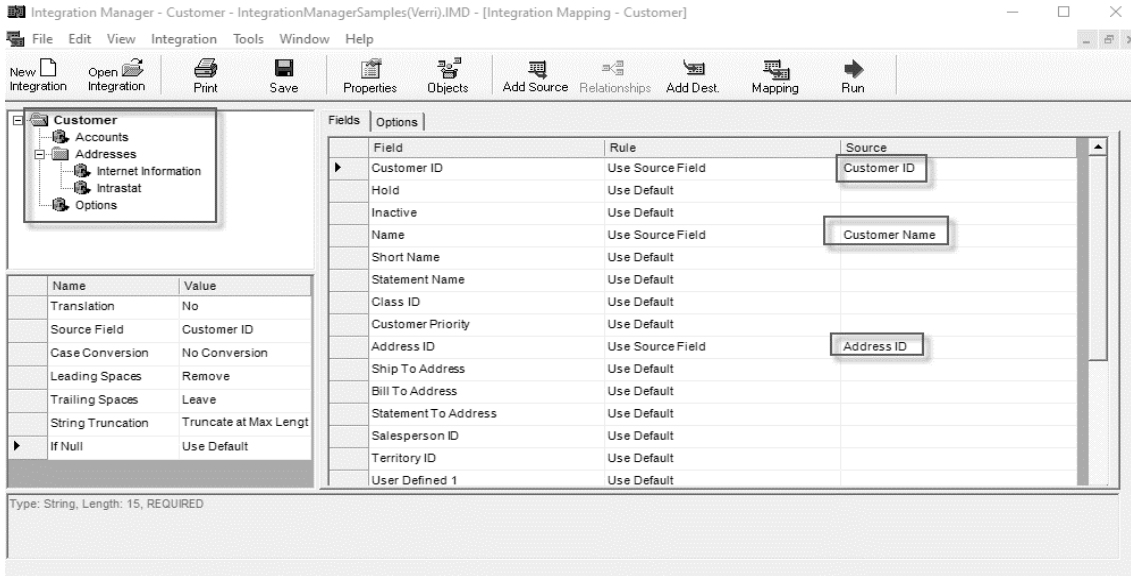 Integration Manager - Customer - IntegrationManagerSamples(Verri).IMD - [Integration Mapping - Customer]
File Edit View Integration Tools Window Help
New Integration Open Integration Print Save Properties Objects Add Source Relationships Add Dest. Mapping Run
Customer
Accounts
Addresses
Internet Information
Intrastat
Options
Name Value
Translation No
Source Field Customer ID
Case Conversion No Conversion
Leading Spaces Remove
Trailing Spaces Leave
String Truncation Truncate at Max Lengt
If Null Use Default
Fields Options
Field Rule Source
Customer ID Use Source Field Customer ID
Hold Use Default
Inactive Use Default
Name Use Source Field Customer Name
Short Name Use Default
Statement Name Use Default
Class ID Use Default
Customer Priority Use Default
Address ID Use Source Field Address ID
Ship To Address Use Default
Bill To Address Use Default
Statement To Address Use Default
Salesperson ID Use Default
Territory ID Use Default
User Defined 1 Use Default
Type: String, Length: 15, REQUIRED